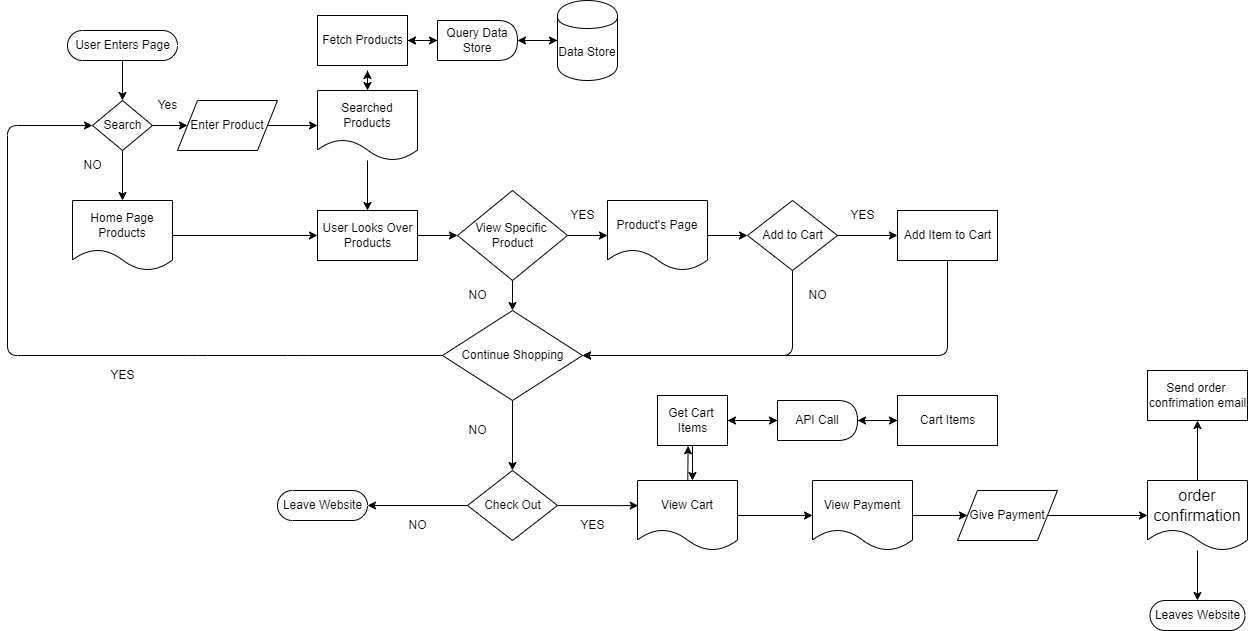 User Enters Page
Fetch Products
Query Data
Store
Data Store
Search
Yes
Enter Product
Searched
Products
NO
Home Page
Products
User Looks Over
Products
View Specific
Product
YES
Product's Page
Add to Cart
YES
Add Item to Cart
NO
NO
Continue Shopping
YES
NO
Get Cart
Items
API Call
Cart Items
Send order
confrimation email
Leave Website
NO
Check Out
YES
View Cart
View Payment
Give Payment
order
confirmation
Leaves Website